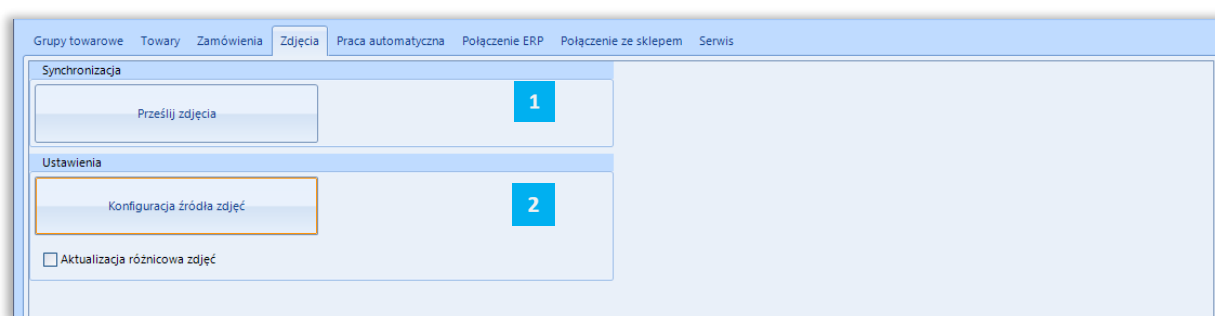 Grupy towarowe Towary Zamówienia Zdjęcia Praca automatyczna Połączenie ERP Połączenie ze sklepem Serwis
Synchronizacja
Prześlij zdjęcia
1
Ustawienia
Konfiguracja źródła zdjęć
2
Aktualizacja różnicowa zdjęć